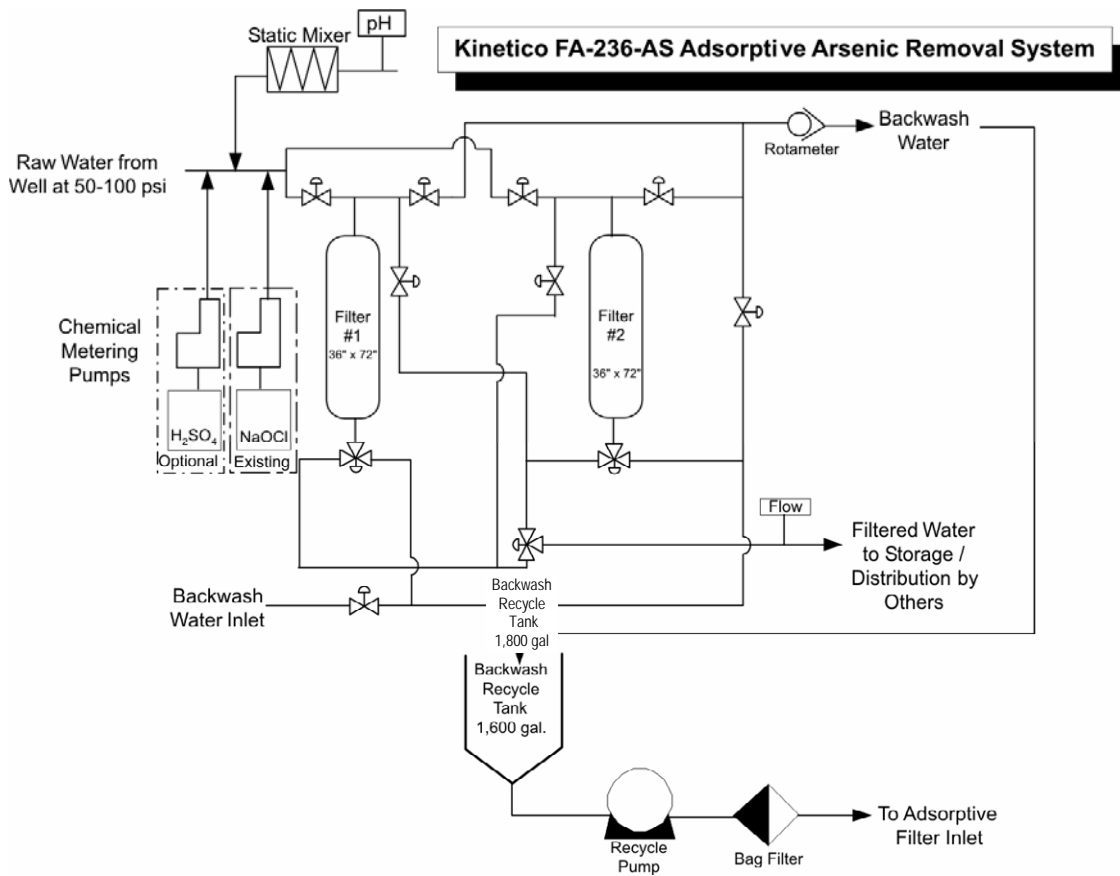 Kinetico FA-236-AS Adsorptive Arsenic Removal System
pH
Static Mixer
Raw Water from
Well at 50-100 psi
Rotameter
Backwash
Water
Chemical
Metering
Pumps
H₂SO₄
Optional
NaOCl
Existing
Filter
#1
36" x 72"
Filter
#2
36" x 72"
Flow
Filtered Water
to Storage /
Distribution by
Others
Backwash
Water Inlet
Backwash
Recycle
Tank
1,800 gal
Backwash
Recycle
Tank
1,600 gal.
Recycle
Pump
Bag Filter
To Adsorptive
Filter Inlet